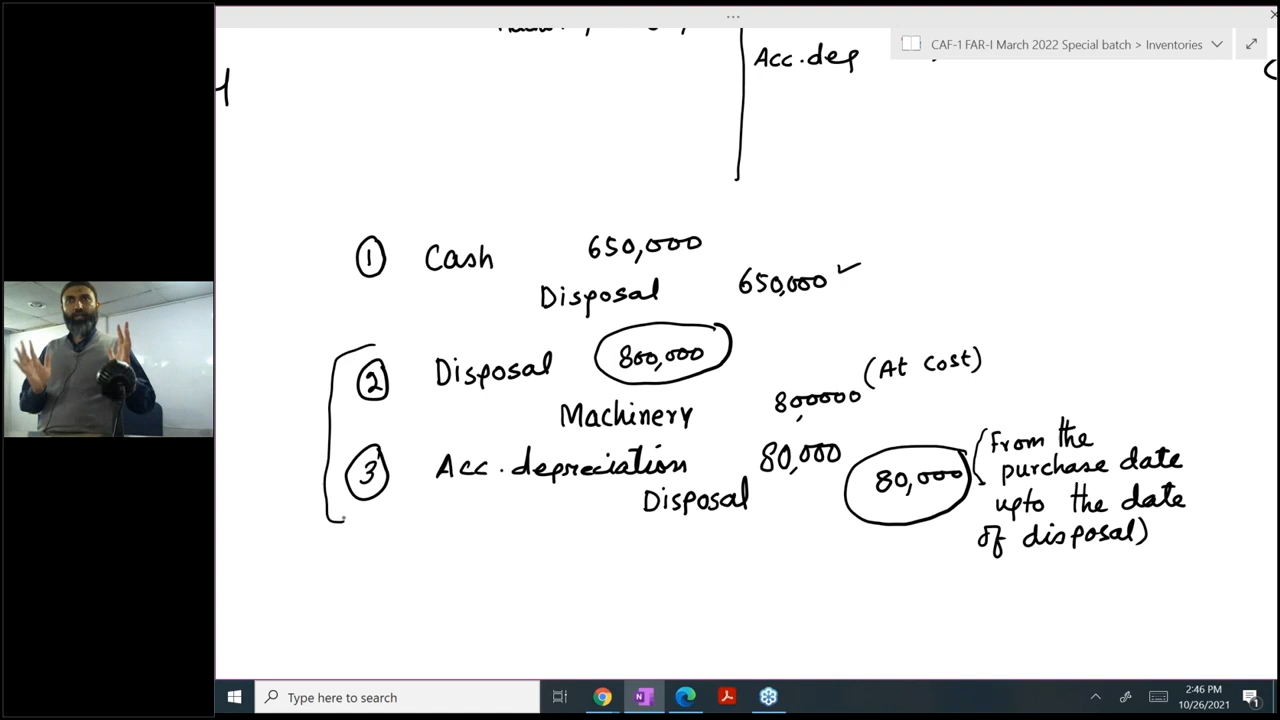 CAF-1 FAR-I March 2022 Special batch > Inventories
Acc.dep
① Cash 650,000
Disposal 650,000 ✓
② Disposal 800,000
Machinery 800000 (At cost)
③ Acc.depreciation 80,000
Disposal 80,000
(From the
purchase date
upto the date
of disposal)
Type here to search
2:46 PM
10/26/2021
1